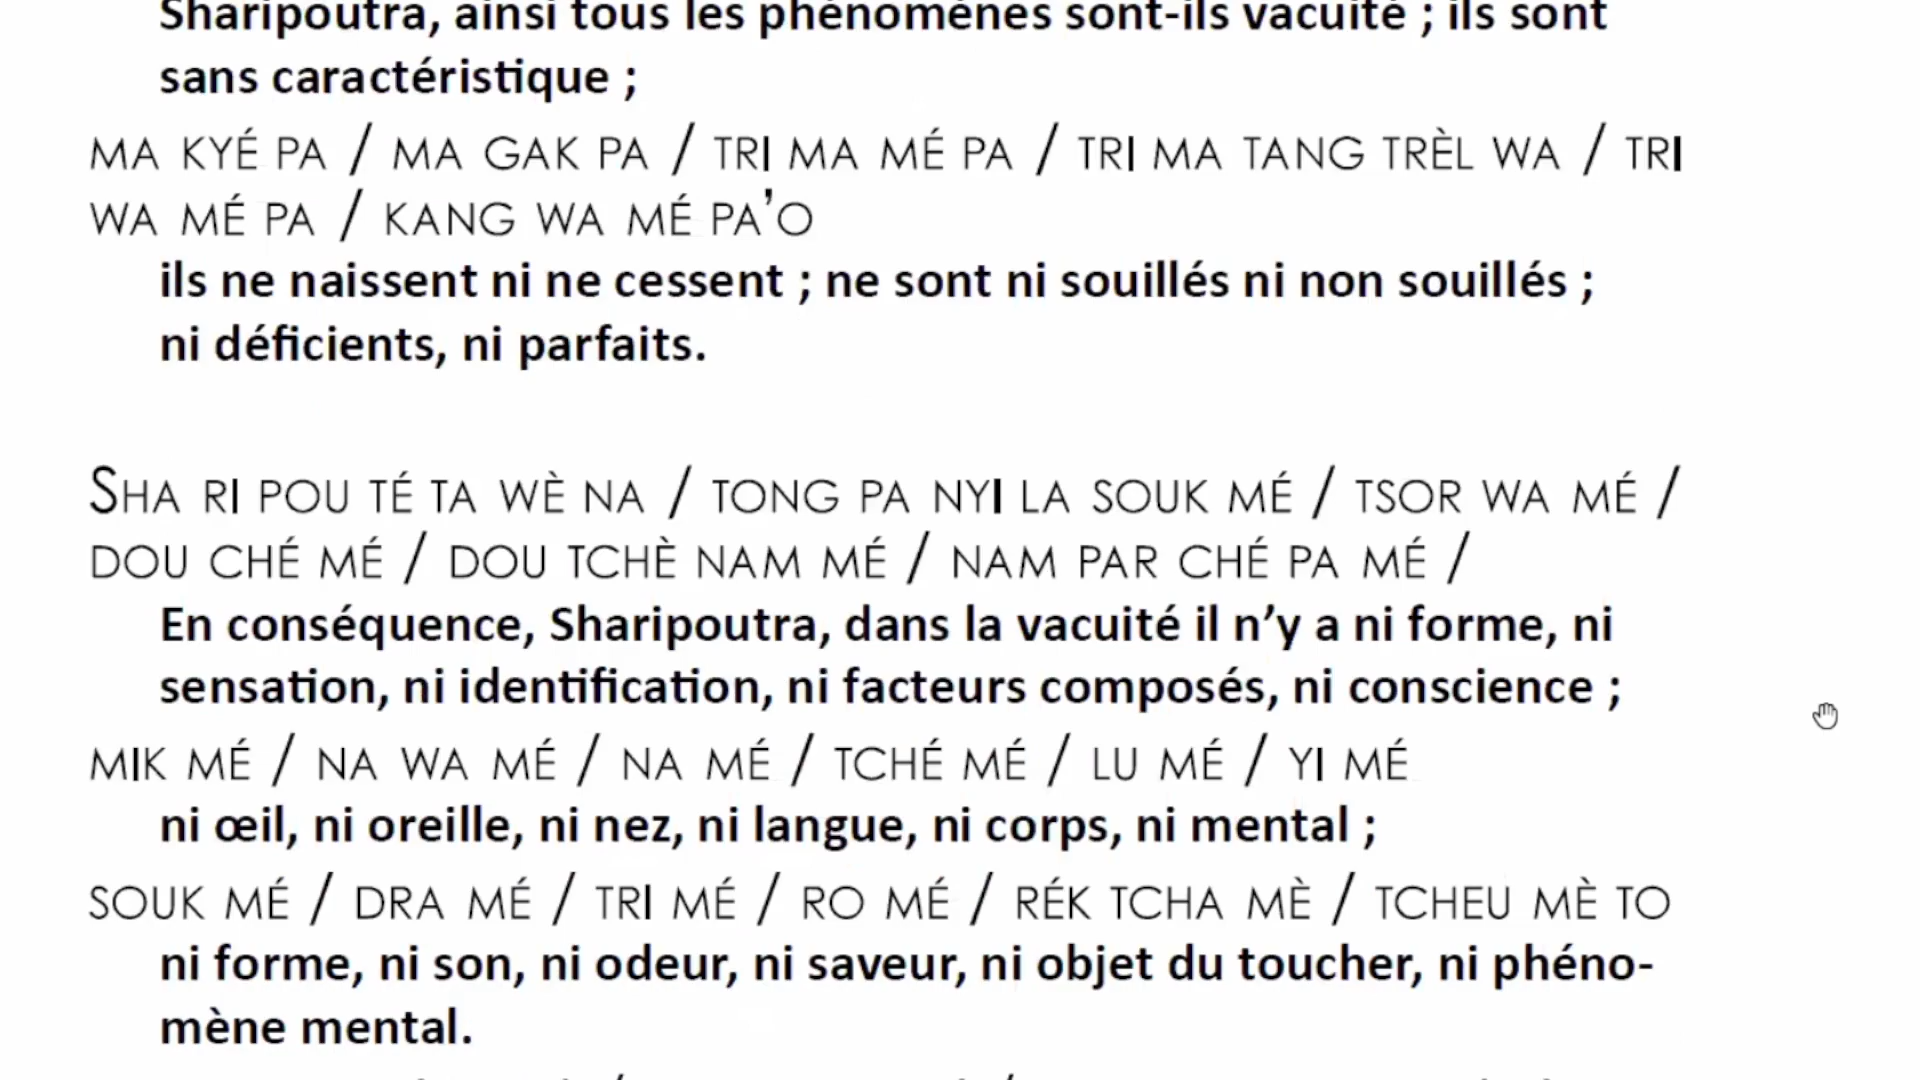 Sharipoutra, ainsi tous les phénomènes sont-ils vacuité ; ils sont
sans caractéristique ;
MA KYÉ PA / MA GAK PA / TRI MA MÉ PA / TRI MA TANG TRÈL WA / TRI
WA MÉ PA / KANG WA MÉ PA’O
ils ne naissent ni ne cessent ; ne sont ni souillés ni non souillés ;
ni déficients, ni parfaits.
SHA RI POU TÉ TA WÈ NA / TONG PA NYI LA SOUK MÉ / TSOR WA MÉ /
DOU CHÉ MÉ / DOU TCHÈ NAM MÉ / NAM PAR CHÉ PA MÉ /
En conséquence, Sharipoutra, dans la vacuité il n’y a ni forme, ni
sensation, ni identification, ni facteurs composés, ni conscience ;
MIK MÉ / NA WA MÉ / NA MÉ / TCHÉ MÉ / LU MÉ / YI MÉ
ni œil, ni oreille, ni nez, ni langue, ni corps, ni mental ;
SOUK MÉ / DRA MÉ / TRI MÉ / RO MÉ / RÉK TCHA MÈ / TCHEU MÈ TO
ni forme, ni son, ni odeur, ni saveur, ni objet du toucher, ni phéno-
mène mental.